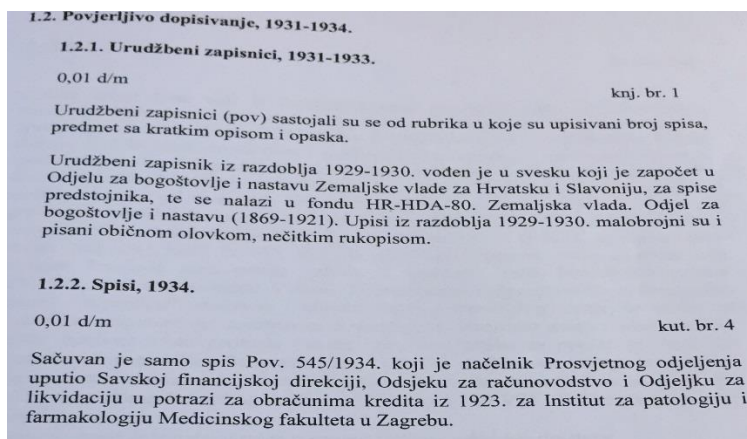 1.2. Povjerljivo dopisivanje, 1931-1934.
1.2.1. Urudžbeni zapisnici, 1931-1933.
0,01 d/m
knj. br. 1
Urudžbeni zapisnici (pov) sastojali su se od rubrika u koje su upisivani broj spisa,
predmet sa kratkim opisom i opaska.
Urudžbeni zapisnik iz razdoblja 1929-1930. vođen je u svesku koji je započet u
Odjelu za bogoštovlje i nastavu Zemaljske vlade za Hrvatsku i Slavoniju, za spise
predstojnika, te se nalazi u fondu HR-HDA-80. Zemaljska vlada. Odjel za
bogoštovlje i nastavu (1869-1921). Upisi iz razdoblja 1929-1930. malobrojni su i
pisani običnom olovkom, nečitkim rukopisom.
1.2.2. Spisi, 1934.
0,01 d/m
kut. br. 4
Sačuvan je samo spis Pov. 545/1934. koji je načelnik Prosvjetnog odjeljenja
uputio Savskoj financijskoj direkciji, Odsjeku za računovodstvo i Odjeljku za
likvidaciju u potrazi za obračunima kredita iz 1923. za Institut za patologiju i
farmakologiju Medicinskog fakulteta u Zagrebu.